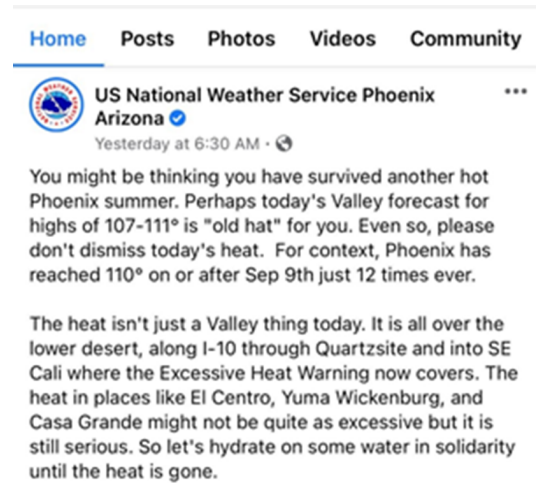 Home Posts Photos Videos Community
US National Weather Service Phoenix
Arizona
Yesterday at 6:30 AM ·
You might be thinking you have survived another hot
Phoenix summer. Perhaps today's Valley forecast for
highs of 107-111° is "old hat" for you. Even so, please
don't dismiss today's heat.  For context, Phoenix has
reached 110° on or after Sep 9th just 12 times ever.
The heat isn't just a Valley thing today. It is all over the
lower desert, along I-10 through Quartzsite and into SE
Cali where the Excessive Heat Warning now covers. The
heat in places like El Centro, Yuma Wickenburg, and
Casa Grande might not be quite as excessive but it is
still serious. So let's hydrate on some water in solidarity
until the heat is gone.